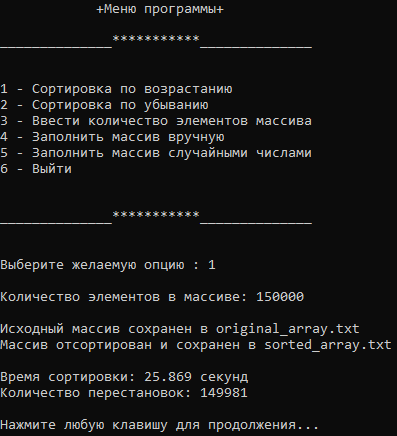 +Меню программы+
______________***********______________
1 - Сортировка по возрастанию
2 - Сортировка по убыванию
3 - Ввести количество элементов массива
4 - Заполнить массив вручную
5 - Заполнить массив случайными числами
6 - Выйти
______________***********______________
Выберите желаемую опцию : 1
Количество элементов в массиве: 150000
Исходный массив сохранен в original_array.txt
Массив отсортирован и сохранен в sorted_array.txt
Время сортировки: 25.869 секунд
Количество перестановок: 149981
Нажмите любую клавишу для продолжения...